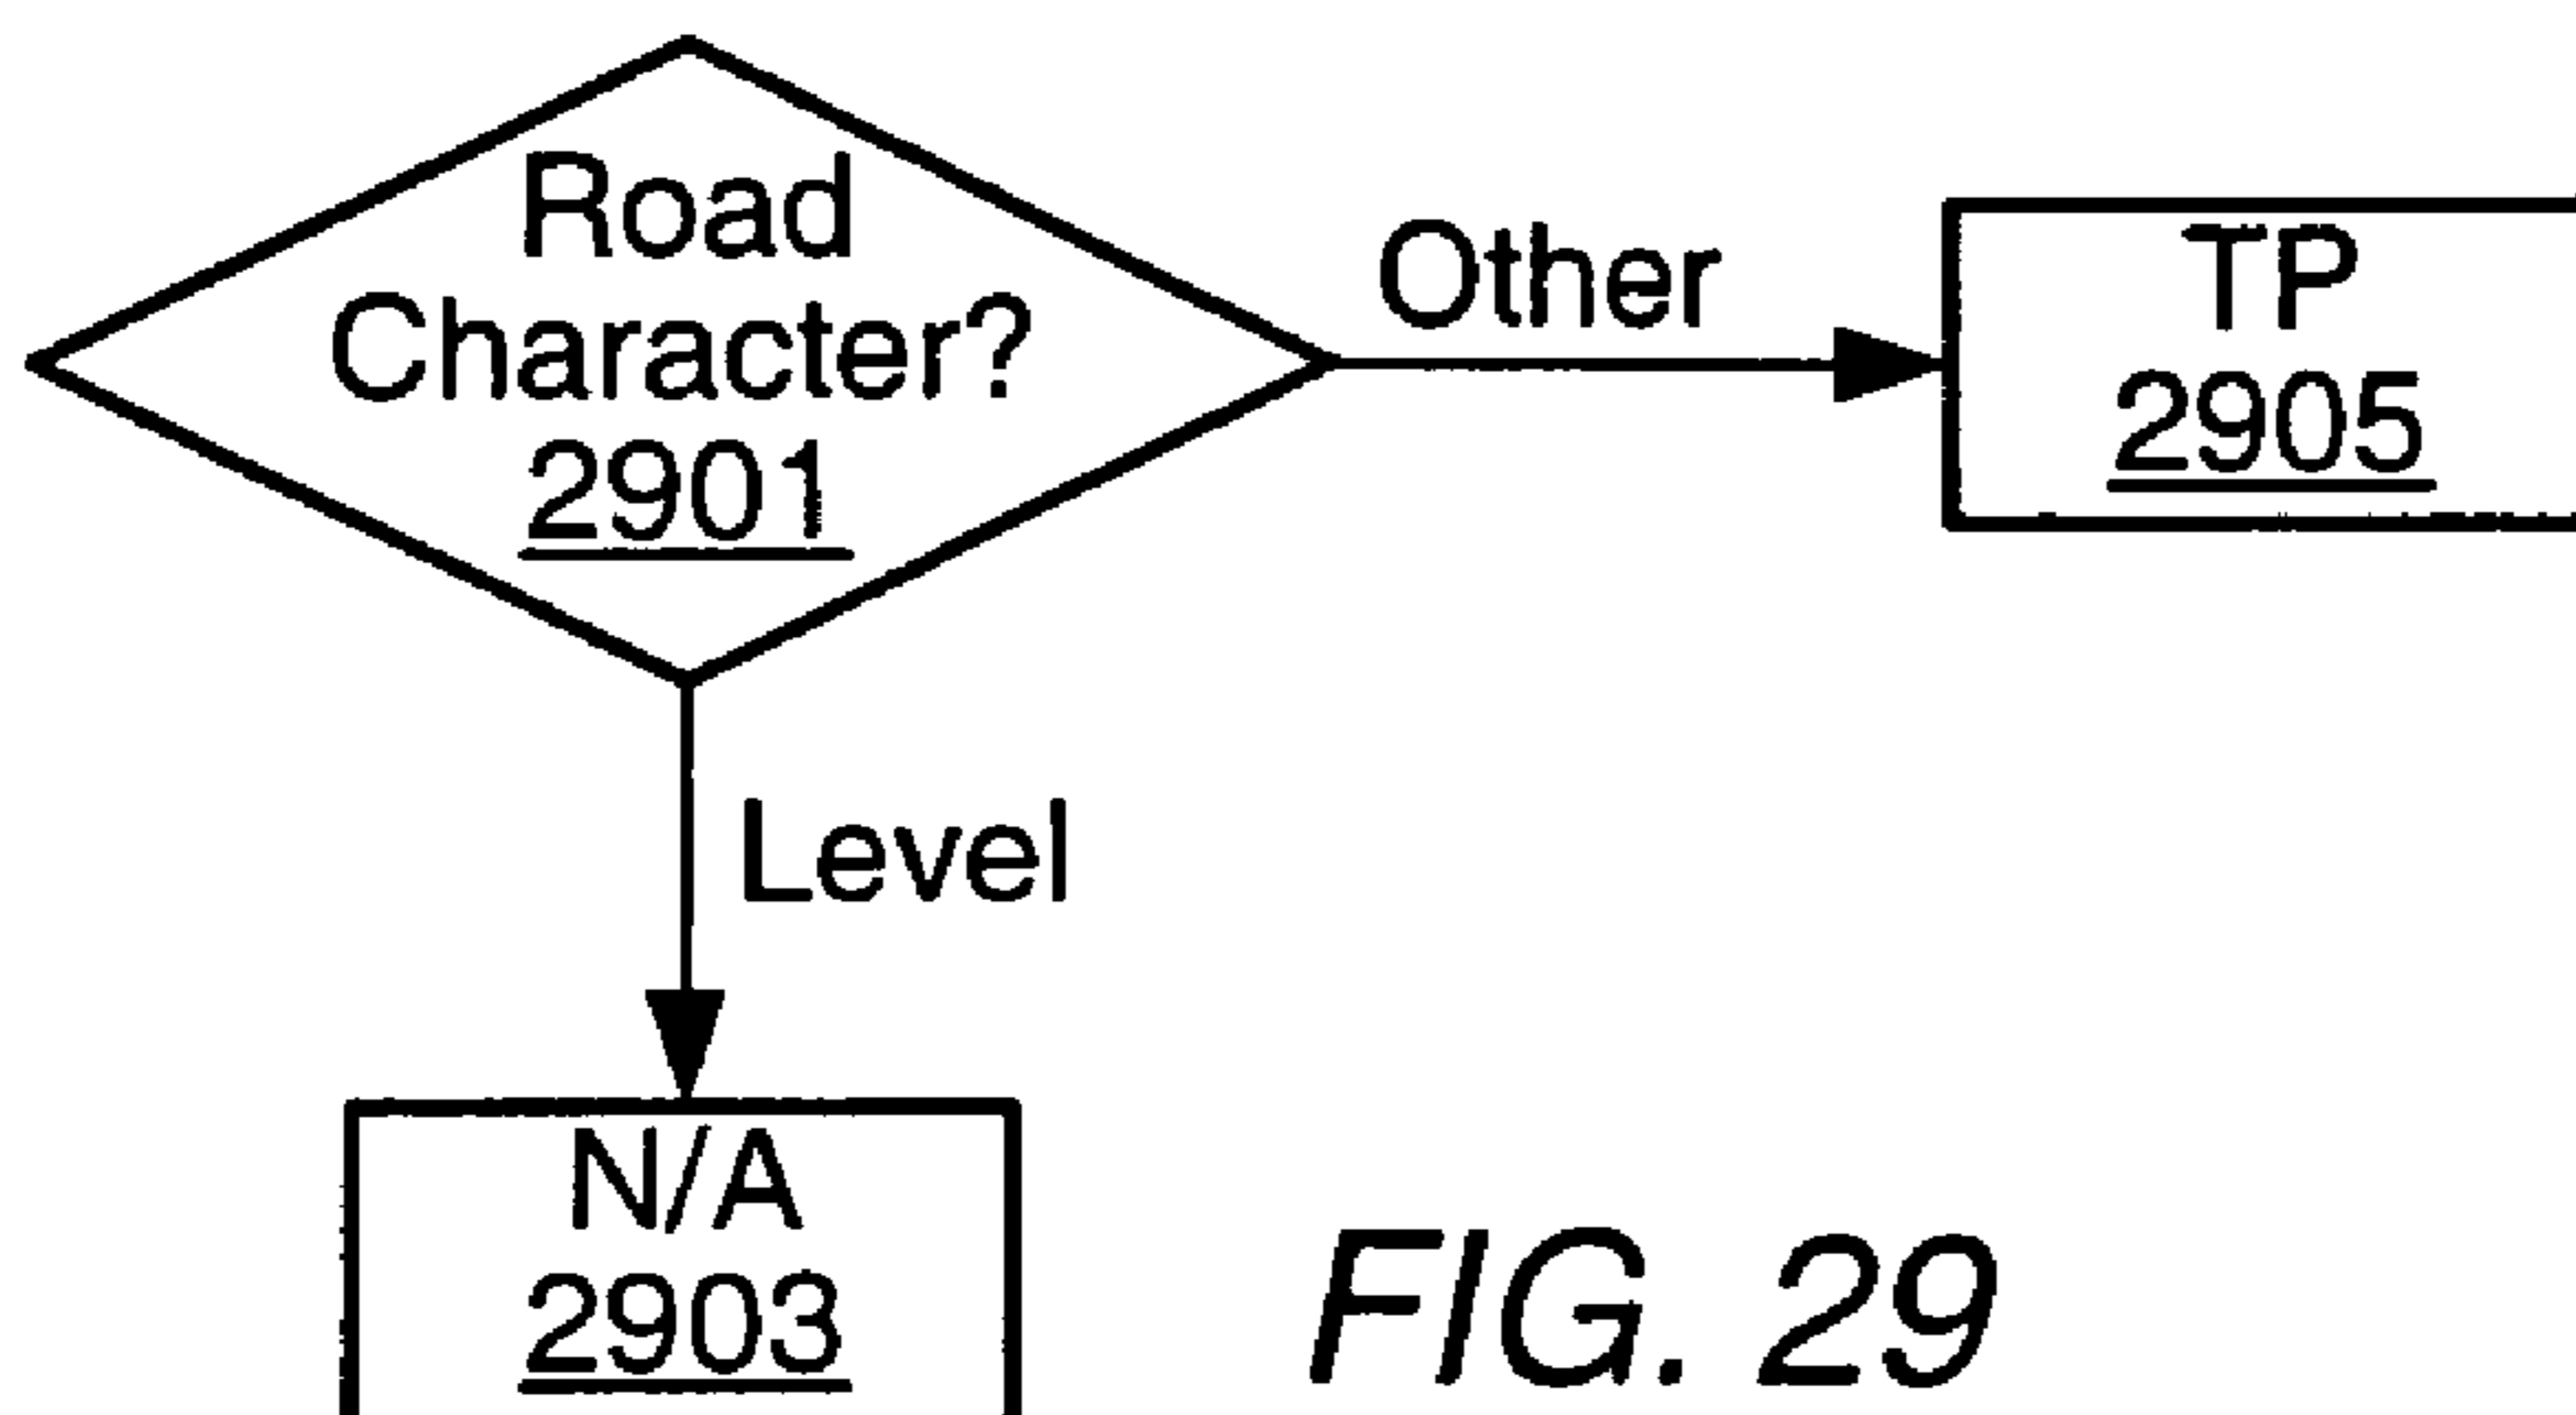 Road
Character?
2901
Other
TP
2905
Level
N/A
2903
FIG. 29